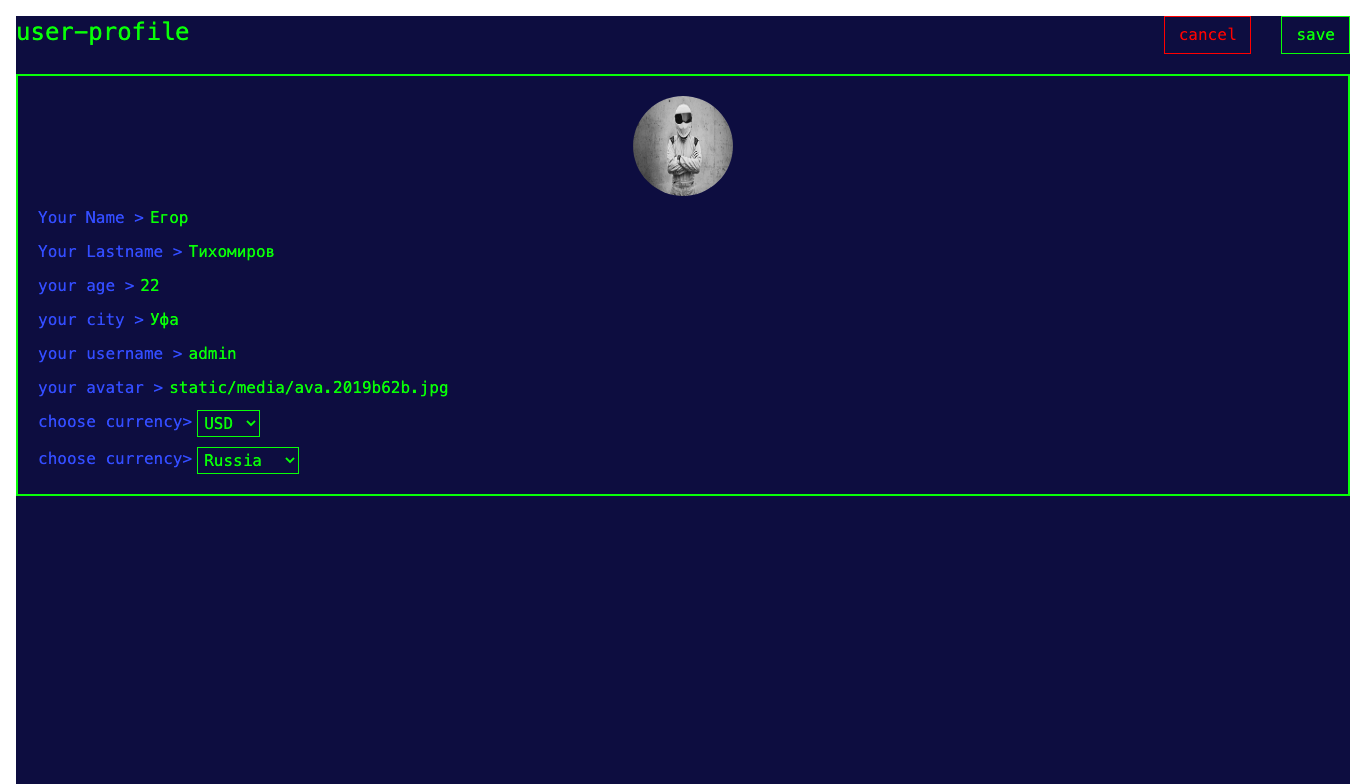 user-profile
cancel
save
Your Name > Егор
Your Lastname > Тихомиров
your age > 22
your city > Уфа
your username > admin
your avatar > static/media/ava.2019b62b.jpg
choose currency> USD
choose currency> Russia